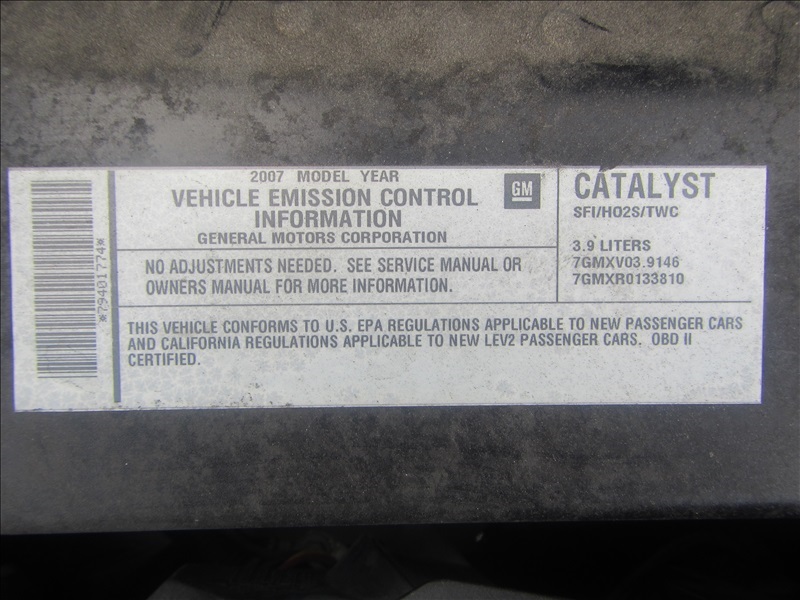 *79401774*
2007 MODEL YEAR
VEHICLE EMISSION CONTROL
INFORMATION
GENERAL MOTORS CORPORATION
GM
NO ADJUSTMENTS NEEDED. SEE SERVICE MANUAL OR
OWNERS MANUAL FOR MORE INFORMATION.
CATALYST
SFI/HO2S/TWC
3.9 LITERS
7GMXV03.9146
7GMXR0133810
THIS VEHICLE CONFORMS TO U.S. EPA REGULATIONS APPLICABLE TO NEW PASSENGER CARS
AND CALIFORNIA REGULATIONS APPLICABLE TO NEW LEV2 PASSENGER CARS. OBD II
CERTIFIED.